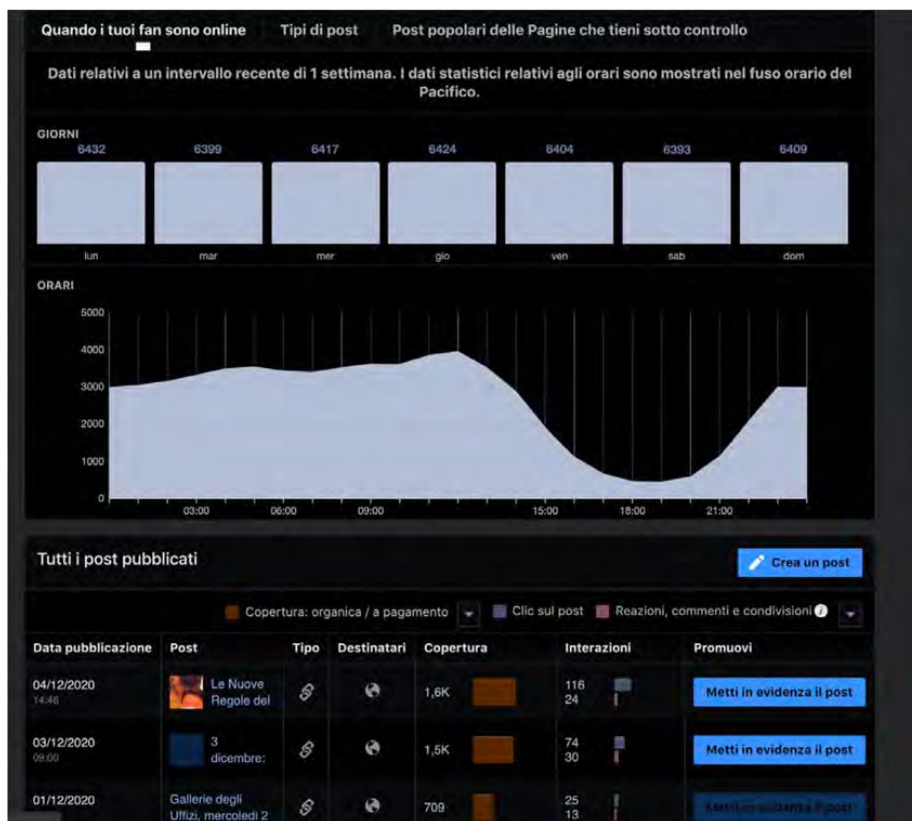 Quando i tuoi fan sono online Tipi di post Post popolari delle Pagine che tieni sotto controllo
Dati relativi a un intervallo recente di 1 settimana. I dati statistici relativi agli orari sono mostrati nel fuso orario del
Pacifico.
GIORNI
6432 6399 6417 6424 6404 6393 6409
lun mar mer gio ven sab dom
ORARI
5000
4000
3000
2000
1000
0
03:00 06:00 09:00 15:00 18:00 21:00
Tutti i post pubblicati
Crea un post
Copertura: organica / a pagamento Clic sul post Reazioni, commenti e condivisioni
Data pubblicazione Post Tipo Destinatari Copertura Interazioni Promuovi
04/12/2020
14:46
Le Nuove
Regole del
1,6K
116
24
Metti in evidenza il post
03/12/2020
09:00
3
dicembre:
1,5K
74
30
Metti in evidenza il post
01/12/2020
Gallerie degli
Uffizi, mercoledì 2
709
25
13
Metti in evidenza il post